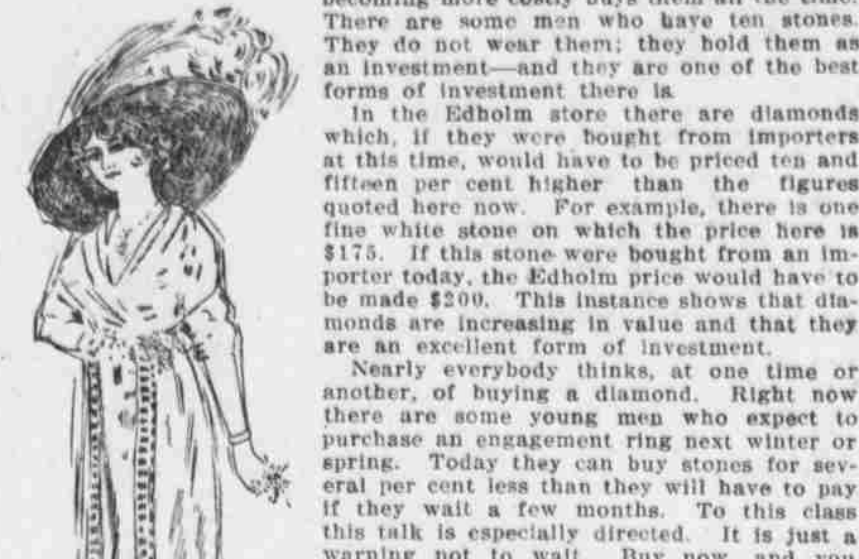 becoming more costly buys them all the time.
There are some men who have ten stones.
They do not wear them; they hold them as
an investment—and they are one of the best
forms of investment there is.
In the Edholm store there are diamonds
which, if they were bought from importers
at this time, would have to be priced ten and
fifteen per cent higher than the figures
quoted here now. For example, there is one
fine white stone on which the price here is
$175. If this stone were bought from an im-
porter today, the Edholm price would have to
be made $200. This instance shows that dia-
monds are increasing in value and that they
are an excellent form of investment.
Nearly everybody thinks, at one time or
another, of buying a diamond. Right now
there are some young men who expect to
purchase an engagement ring next winter or
spring. Today they can buy stones for sev-
eral per cent less than they will have to pay
if they wait a few months. To this class
this talk is especially directed. It is just a
warning not to wait. Buy now, and you